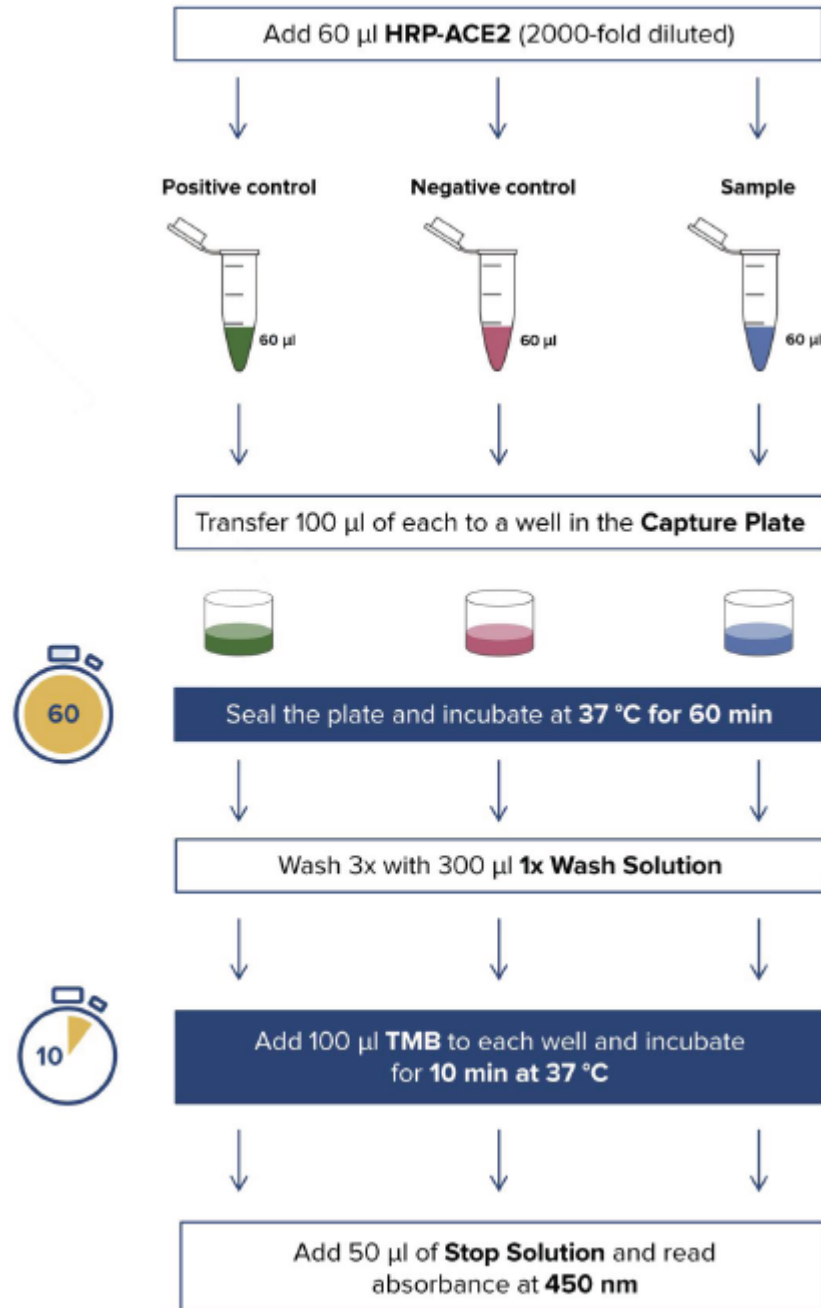 Add 60 µl HRP-ACE2 (2000-fold diluted)
Positive control
Negative control
Sample
60 µl
60 µl
60 µl
Transfer 100 µl of each to a well in the Capture Plate
60
Seal the plate and incubate at 37 °C for 60 min
Wash 3x with 300 µl 1x Wash Solution
10
Add 100 µl TMB to each well and incubate
for 10 min at 37 °C
Add 50 µl of Stop Solution and read
absorbance at 450 nm